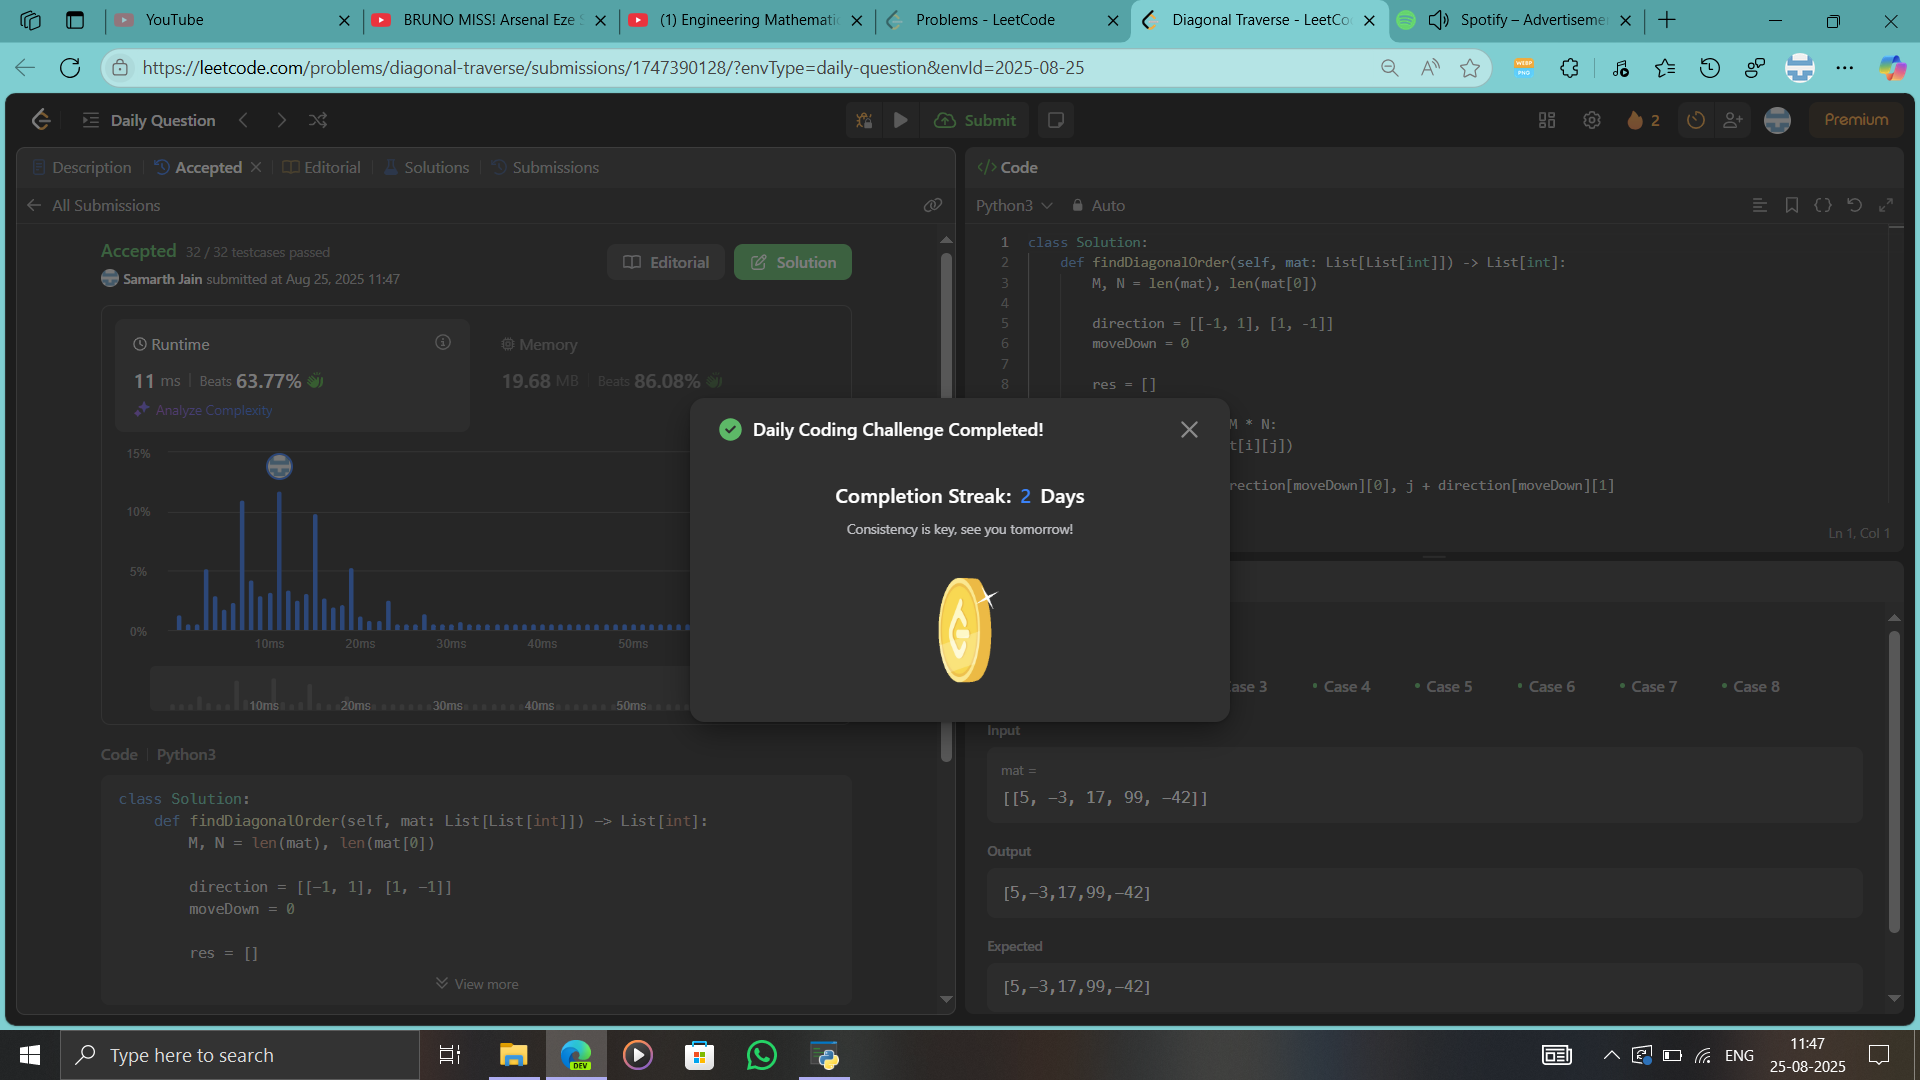 YouTube
BRUNO MISS! Arsenal Eze
(1) Engineering Mathemati
Problems - LeetCode
Diagonal Traverse - LeetCo
Spotify – Advertiseme
https://leetcode.com/problems/diagonal-traverse/submissions/1747390128/?envType=daily-question&envId=2025-08-25
WEBP
PNG
Daily Question
Submit
2
Premium
Description
Accepted
Editorial
Solutions
Submissions
All Submissions
Accepted 32 / 32 testcases passed
Samarth Jain submitted at Aug 25, 2025 11:47
Editorial
Solution
Runtime
11 ms Beats 63.77%
Analyze Complexity
Memory
19.68 MB Beats 86.08%
15%
10%
5%
0%
10ms 20ms 30ms 40ms 50ms
10ms 20ms 30ms 40ms 50ms
Code Python3
class Solution:
def findDiagonalOrder(self, mat: List[List[int]]) -> List[int]:
M, N = len(mat), len(mat[0])
direction = [[-1, 1], [1, -1]]
moveDown = 0
res = []
View more
Daily Coding Challenge Completed!
Completion Streak: 2 Days
Consistency is key, see you tomorrow!
</> Code
Python3 Auto
1 class Solution:
2 def findDiagonalOrder(self, mat: List[List[int]]) -> List[int]:
3 M, N = len(mat), len(mat[0])
4
5 direction = [[-1, 1], [1, -1]]
6 moveDown = 0
7
8 res = []
M * N:
t[i][j])
rection[moveDown][0], j + direction[moveDown][1]
Ln 1, Col 1
ase 3 Case 4 Case 5 Case 6 Case 7 Case 8
Input
mat =
[[5, -3, 17, 99, -42]]
Output
[5,-3,17,99,-42]
Expected
[5,-3,17,99,-42]
Type here to search
DEV
ENG
11:47
25-08-2025